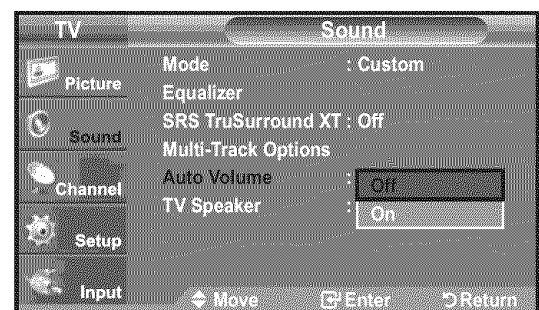 TV
Sound
Picture
Sound
Channel
Setup
Input
Mode : Custom
Equalizer
SRS TruSurround XT : Off
Multi-Track Options
Auto Volume : Off
On
TV Speaker :
Move Enter Return